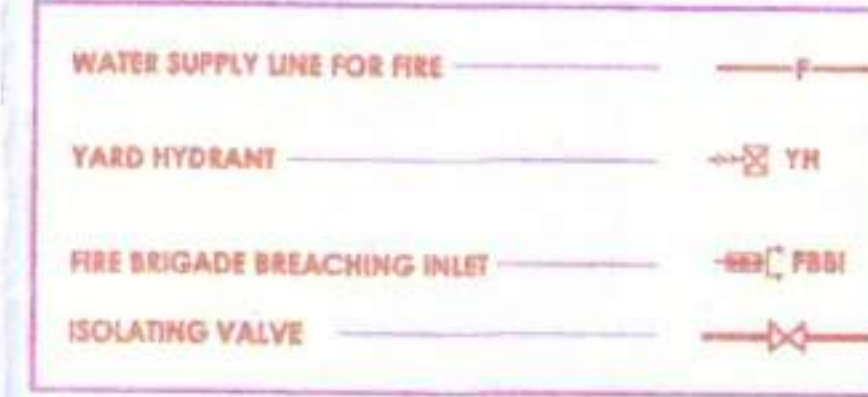 WATER SUPPLY LINE FOR FIRE F
YARD HYDRANT YH
FIRE BRIGADE BREACHING INLET FBBI
ISOLATING VALVE